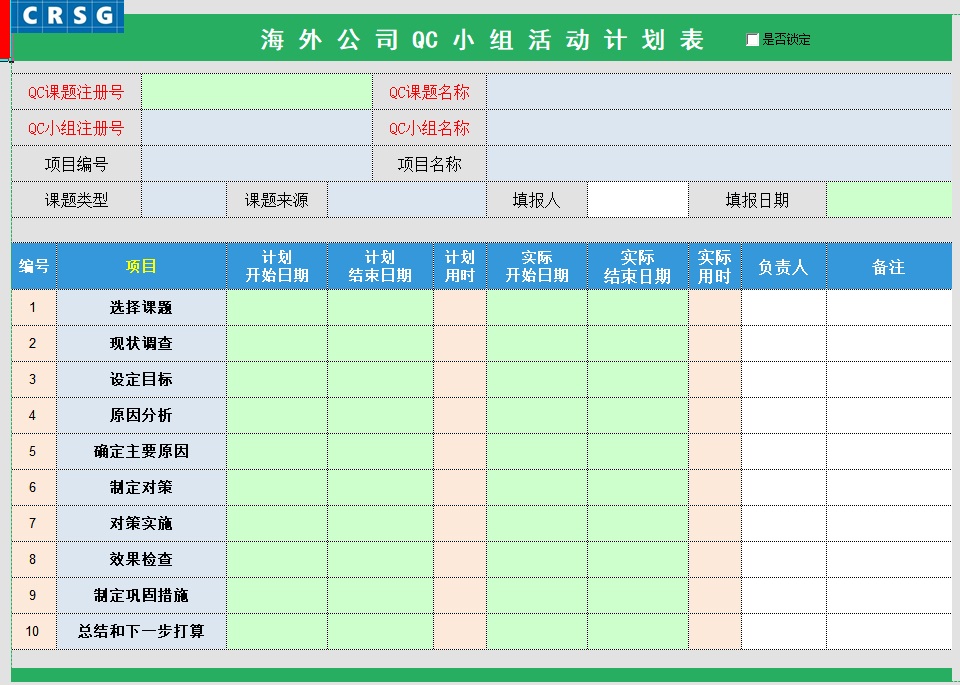 CRSG
海外公司QC小组活动计划表
是否锁定
QC课题注册号 QC课题名称
QC小组注册号 QC小组名称
项目编号 项目名称
课题类型 课题来源 填报人 填报日期
编号 项目 计划开始日期 计划结束日期 计划用时 实际开始日期 实际结束日期 实际用时 负责人 备注
1 选择课题
2 现状调查
3 设定目标
4 原因分析
5 确定主要原因
6 制定对策
7 对策实施
8 效果检查
9 制定巩固措施
10 总结和下一步打算